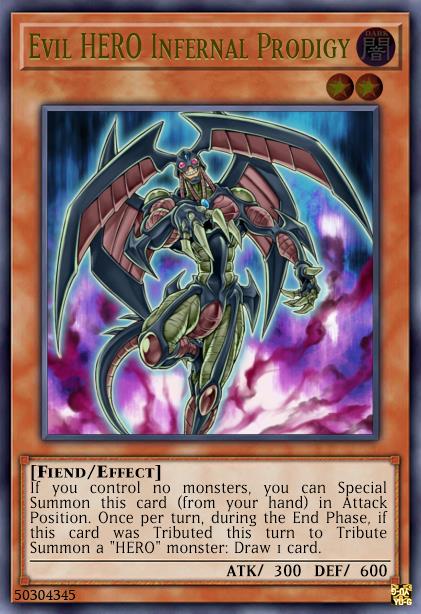 Evil HERO Infernal Prodigy
DARK
闇
[Fiend/Effect]
If you control no monsters, you can Special
Summon this card (from your hand) in Attack
Position. Once per turn, during the End Phase, if
this card was Tributed this turn to Tribute
Summon a "HERO" monster: Draw 1 card.
ATK/ 300 DEF/ 600
50304345